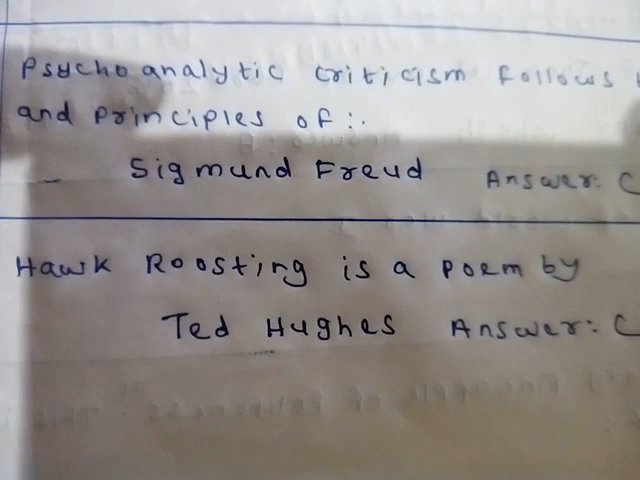 Psychoanalytic criticism follows
and principles of:.
Sigmund Freud Answer: C
Hawk Roosting is a poem by
Ted Hughes Answer: C